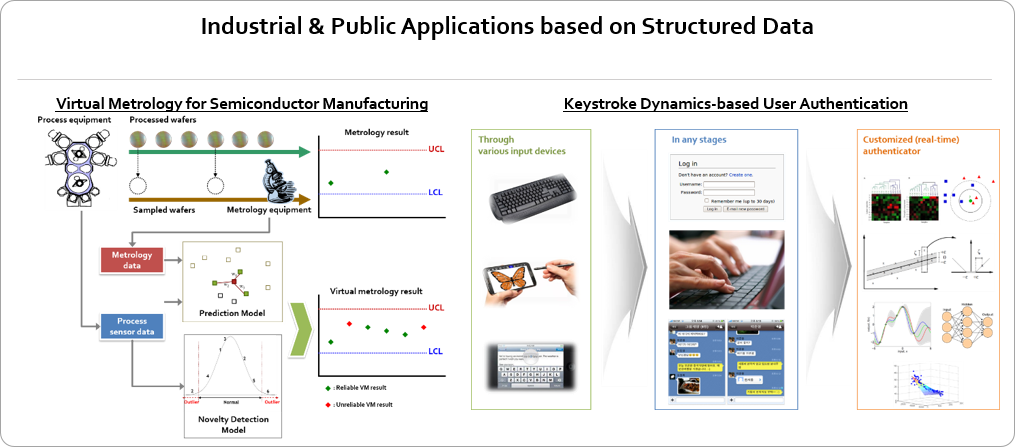 Industrial & Public Applications based on Structured Data
Virtual Metrology for Semiconductor Manufacturing
Process equipment
Processed wafers
Sampled wafers
Metrology equipment
Metrology result
UCL
LCL
Metrology
data
Process
sensor data
Prediction Model
Outlier
Normal
Outlier
Novelty Detection
Model
Virtual metrology result
UCL
LCL
: Reliable VM result
: Unreliable VM result
Keystroke Dynamics-based User Authentication
Through
various input devices
In any stages
Log in
Don't have an account? Create one.
Username:
Password:
Remember me (up to 30 days)
Log in
E-mail new password
Customized (real-time)
authenticator